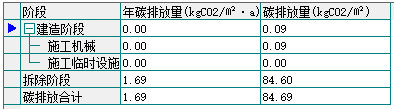 阶段 年碳排放量(kgCO2/m²·a) 碳排放量(kgCO2/m²)
建造阶段 0.00 0.09
施工机械 0.00 0.09
施工临时设施 0.00 0.00
拆除阶段 1.69 84.60
碳排放合计 1.69 84.69